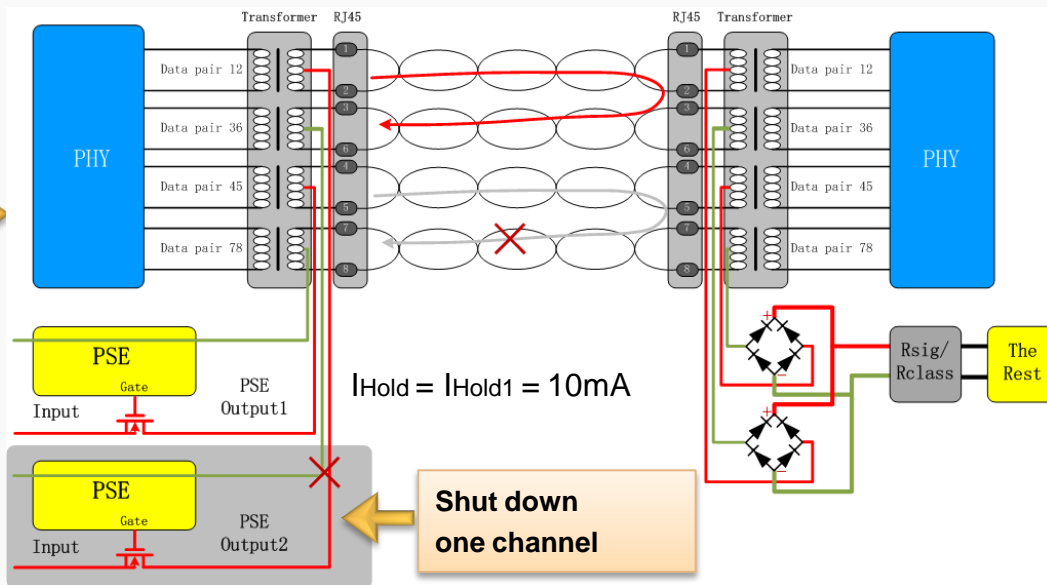 Transformer RJ45 RJ45 Transformer
PHY
Data pair 12
Data pair 36
Data pair 45
Data pair 78
1
2
3
6
4
5
7
8
1
2
3
6
4
5
7
8
Data pair 12
Data pair 36
Data pair 45
Data pair 78
PHY
PSE
Gate
Input
PSE
Output1
IHold = IHold1 = 10mA
+
−
+
−
Rsig/
Rclass
The
Rest
PSE
Gate
Input
PSE
Output2
Shut down
one channel